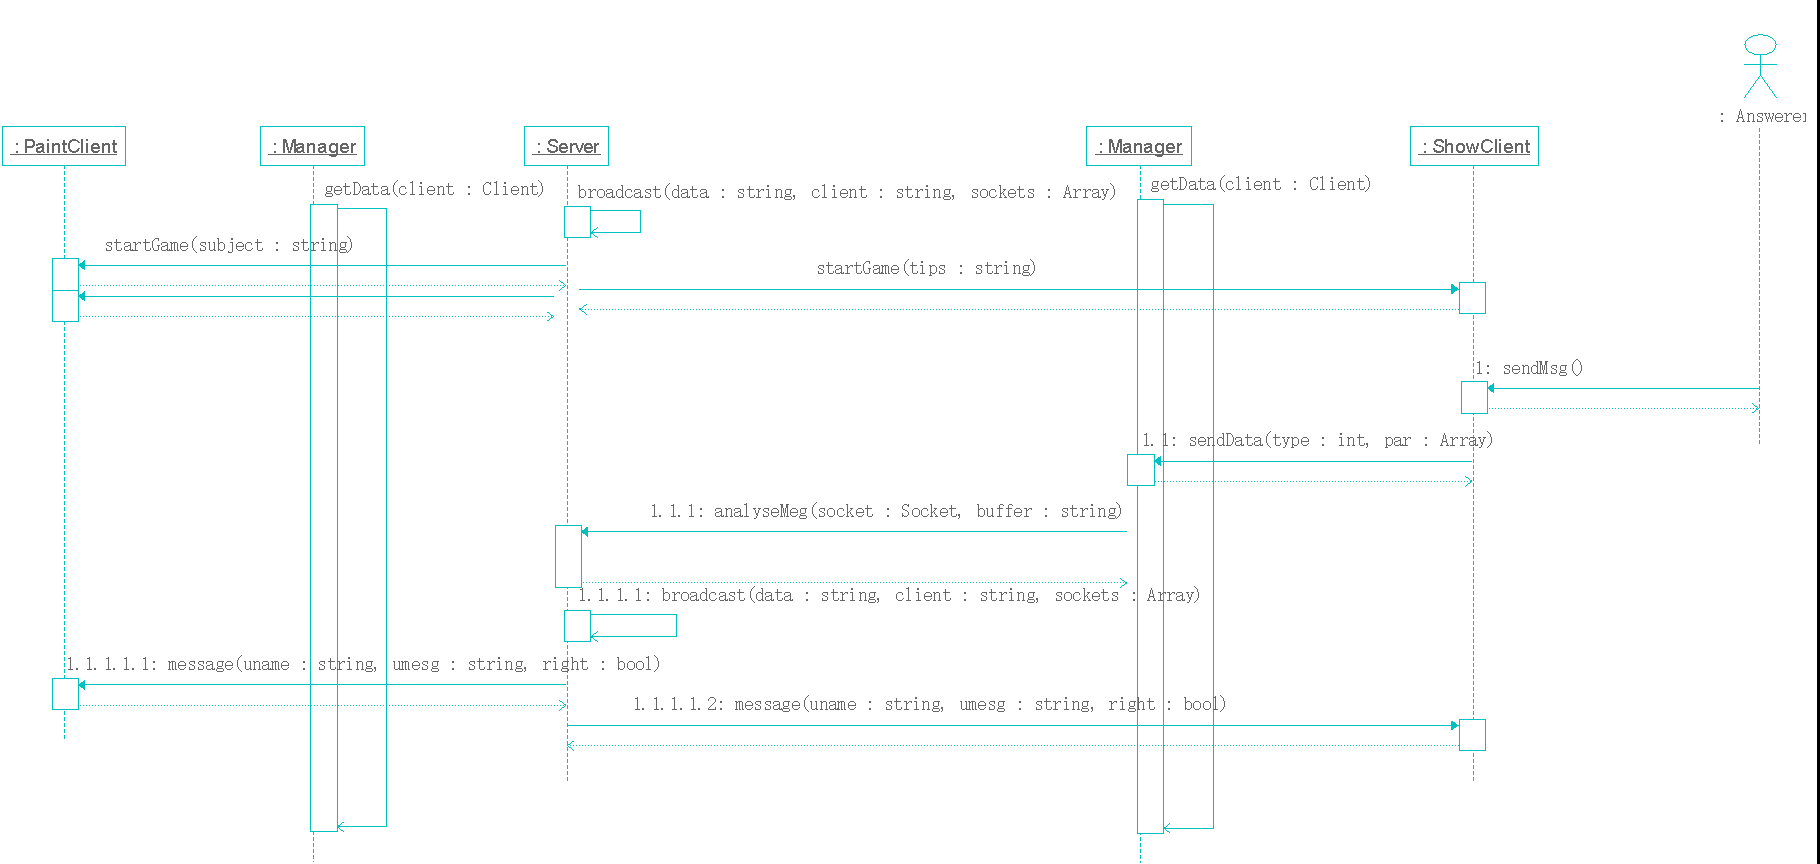 : Answerer
: PaintClient
: Manager
: Server
: Manager
: ShowClient
getData(client : Client)
broadcast(data : string, client : string, sockets : Array)
getData(client : Client)
startGame(subject : string)
startGame(tips : string)
1: sendMsg()
1.1: sendData(type : int, par : Array)
1.1.1: analyseMeg(socket : Socket, buffer : string)
1.1.1.1: broadcast(data : string, client : string, sockets : Array)
1.1.1.1.1: message(uname : string, umesg : string, right : bool)
1.1.1.1.2: message(uname : string, umesg : string, right : bool)